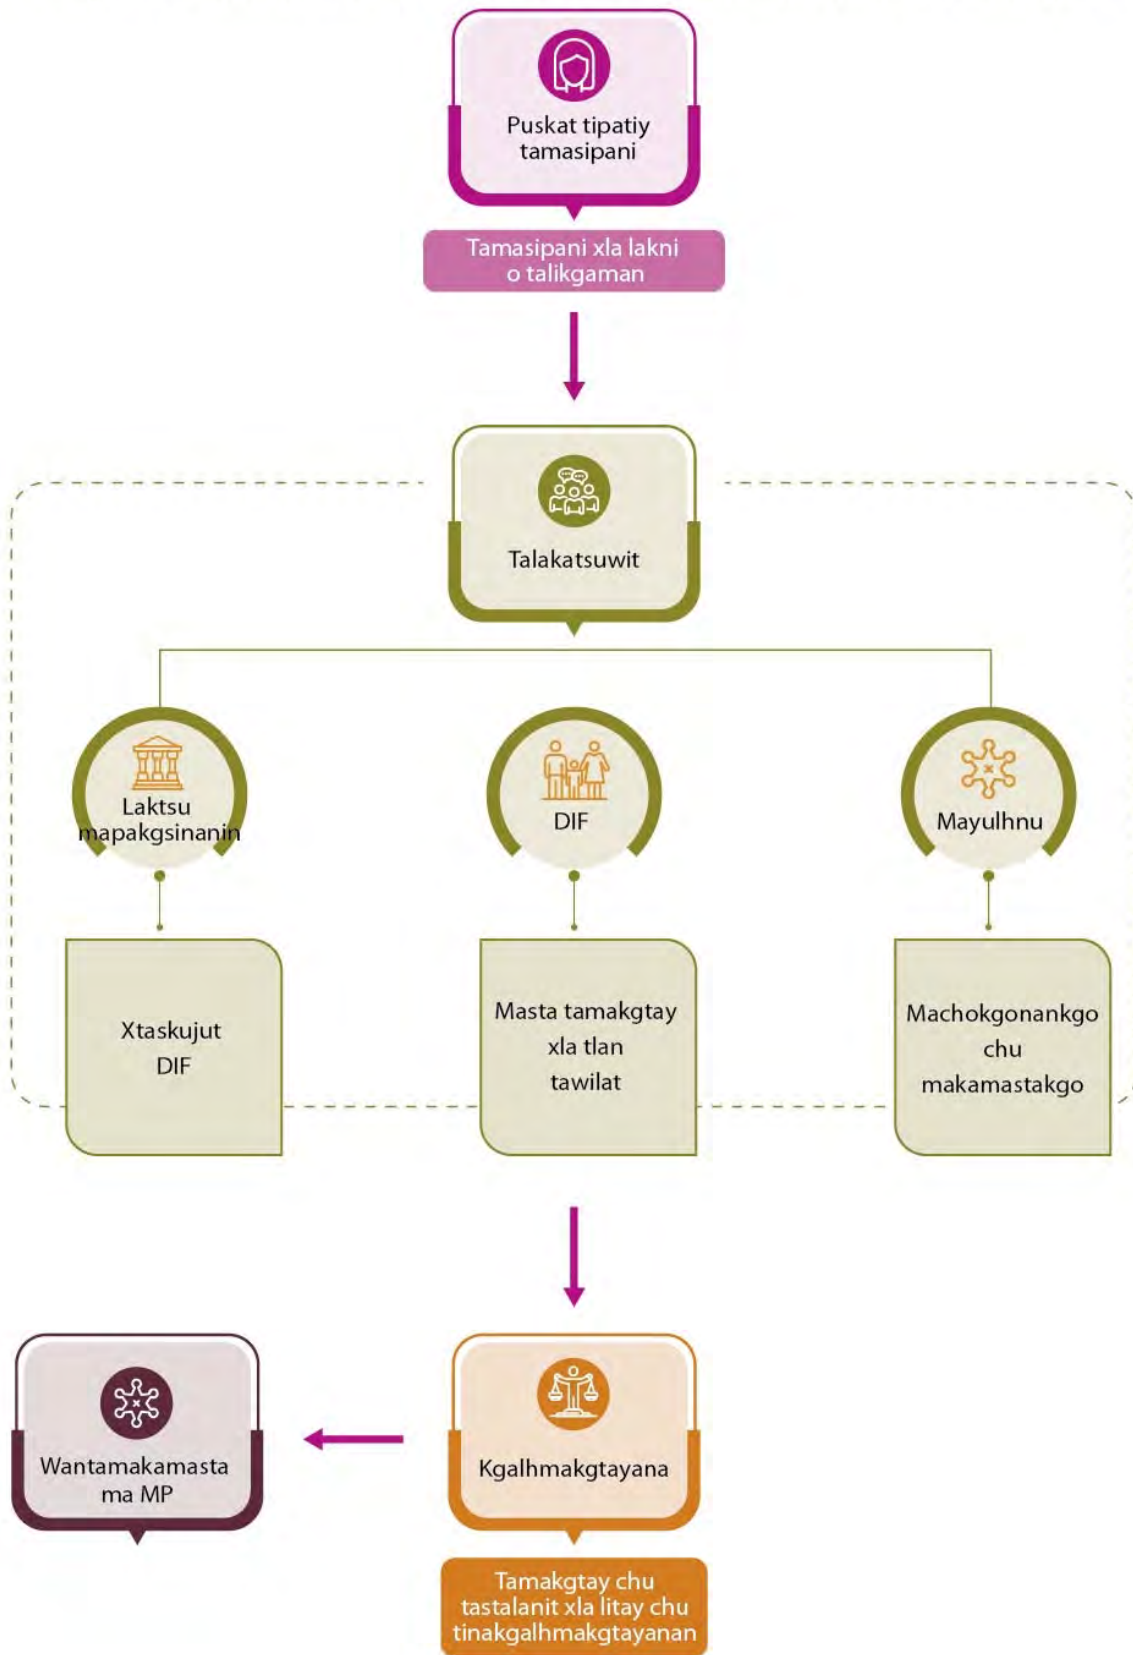 Puskat tipatiy
tamasipani
Tamasipani xla lakni
o talikgaman
Talakatsuwit
Laktsu
mapakgsinanin
DIF
Mayulhnu
Xtaskujut
DIF
Masta tamakgtay
xla tlan
tawilat
Machokgonankgo
chu
makamastakgo
Wantamakamasta
ma MP
Kgalhmakgtayana
Tamakgtay chu
tastalanit xla litay chu
tinakgalhmakgtayanan